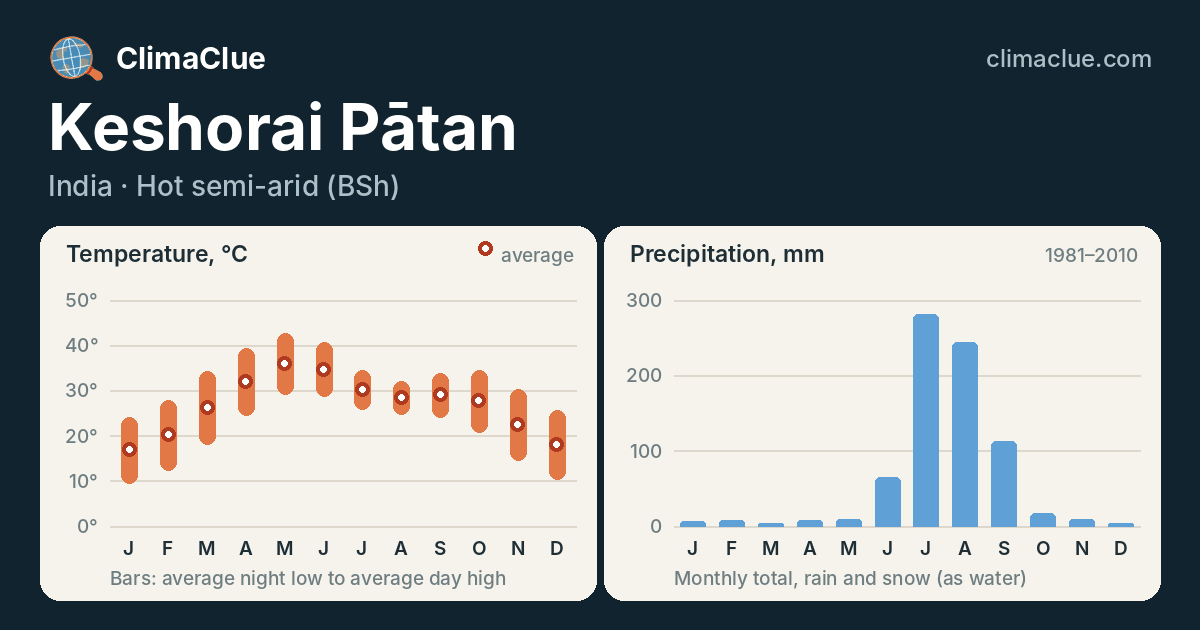 ClimaClue
climaclue.com
Keshorai Pātan
India · Hot semi-arid (BSh)
Temperature, °C
average
50°
40°
30°
20°
10°
0°
J F M A M J J A S O N D
Bars: average night low to average day high
Precipitation, mm
1981–2010
300
200
100
0
J F M A M J J A S O N D
Monthly total, rain and snow (as water)